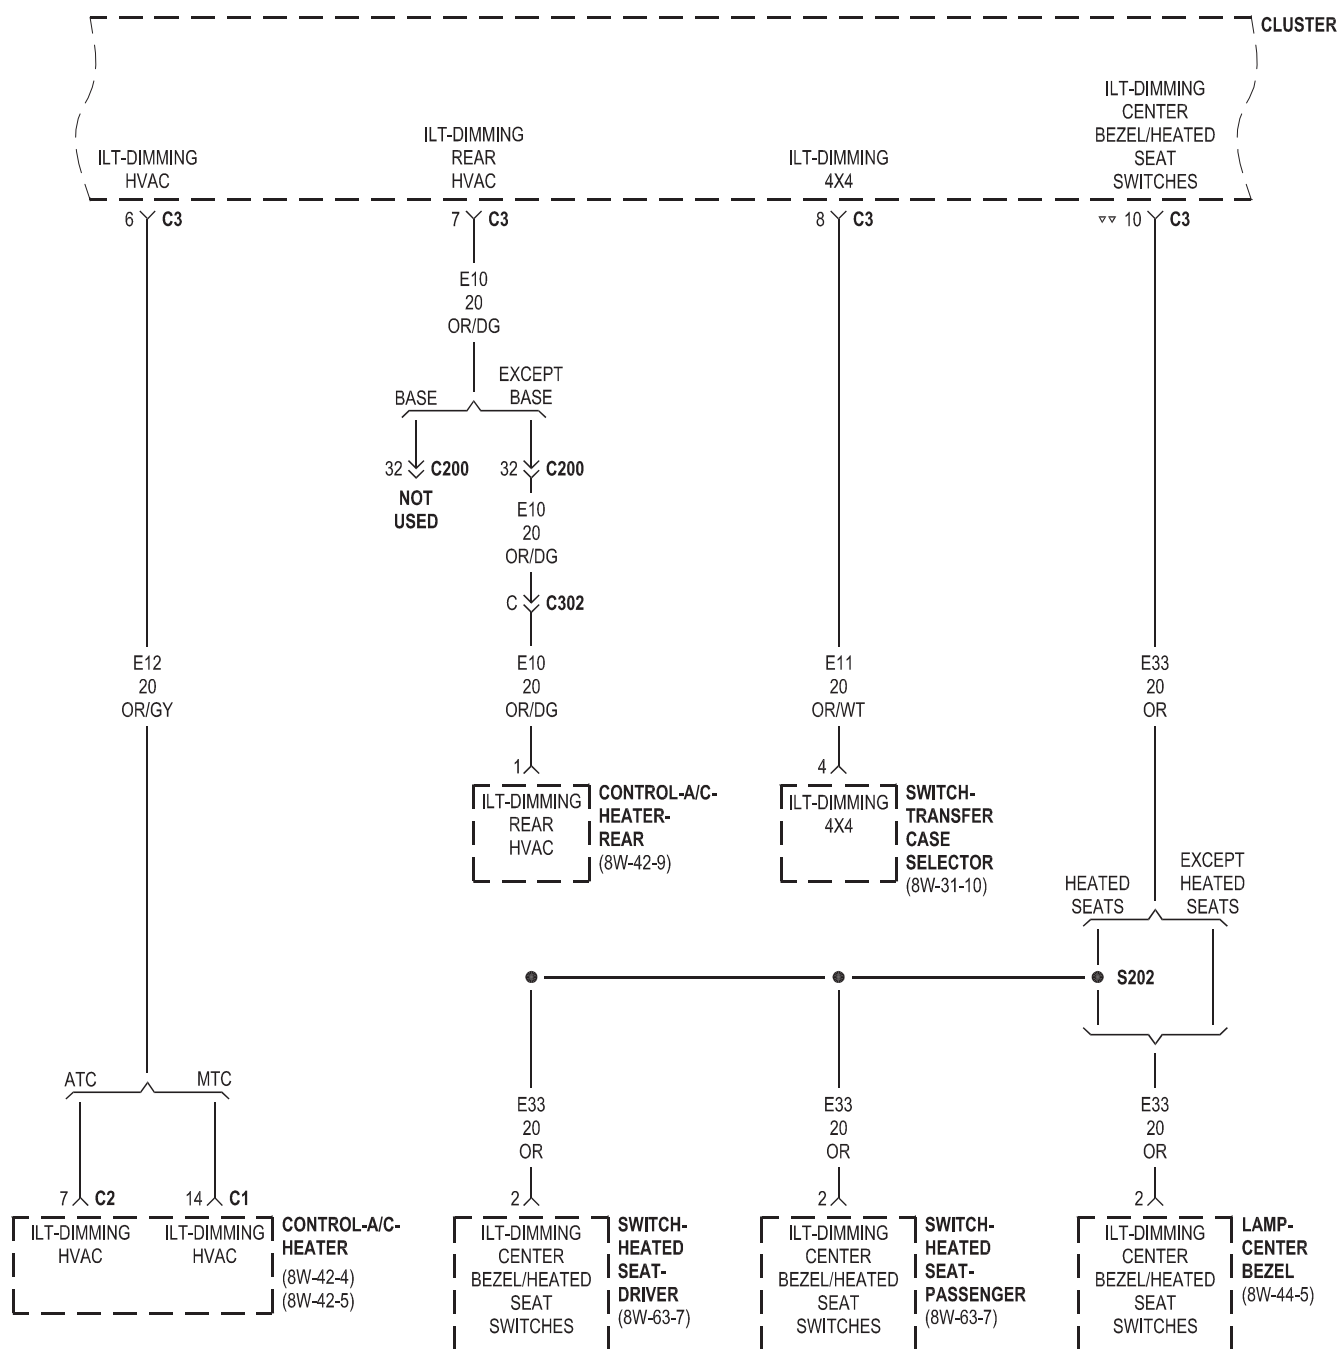 CLUSTER
ILT-DIMMING
HVAC
ILT-DIMMING
REAR
HVAC
ILT-DIMMING
4X4
ILT-DIMMING
CENTER
BEZEL/HEATED
SEAT
SWITCHES
6 C3
7 C3
8 C3
10 C3
E10
20
OR/DG
BASE
EXCEPT
BASE
32 C200
NOT
USED
32 C200
E10
20
OR/DG
C C302
E12
20
OR/GY
E10
20
OR/DG
E11
20
OR/WT
E33
20
OR
1
ILT-DIMMING
REAR
HVAC
CONTROL-A/C-
HEATER-
REAR
(8W-42-9)
4
ILT-DIMMING
4X4
SWITCH-
TRANSFER
CASE
SELECTOR
(8W-31-10)
HEATED
SEATS
EXCEPT
HEATED
SEATS
S202
ATC
MTC
E33
20
OR
E33
20
OR
E33
20
OR
7 C2
14 C1
ILT-DIMMING
HVAC
ILT-DIMMING
HVAC
CONTROL-A/C-
HEATER
(8W-42-4)
(8W-42-5)
2
ILT-DIMMING
CENTER
BEZEL/HEATED
SEAT
SWITCHES
SWITCH-
HEATED
SEAT-
DRIVER
(8W-63-7)
2
ILT-DIMMING
CENTER
BEZEL/HEATED
SEAT
SWITCHES
SWITCH-
HEATED
SEAT-
PASSENGER
(8W-63-7)
2
ILT-DIMMING
CENTER
BEZEL/HEATED
SEAT
SWITCHES
LAMP-
CENTER
BEZEL
(8W-44-5)